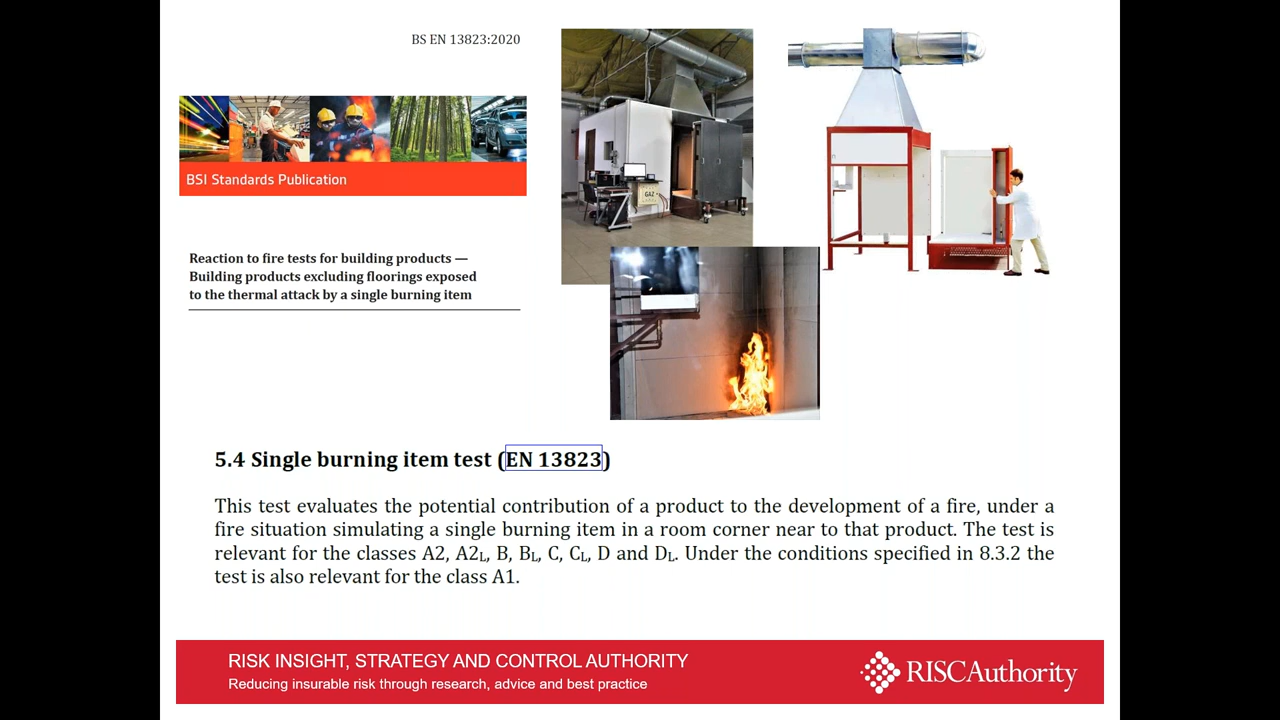 BS EN 13823:2020
BSI Standards Publication
Reaction to fire tests for building products —
Building products excluding floorings exposed
to the thermal attack by a single burning item
GAZ
5.4 Single burning item test (EN 13823)
This test evaluates the potential contribution of a product to the development of a fire, under a
fire situation simulating a single burning item in a room corner near to that product. The test is
relevant for the classes A2, A2L, B, BL, C, CL, D and DL. Under the conditions specified in 8.3.2 the
test is also relevant for the class A1.
RISK INSIGHT, STRATEGY AND CONTROL AUTHORITY
Reducing insurable risk through research, advice and best practice
RISCAuthority